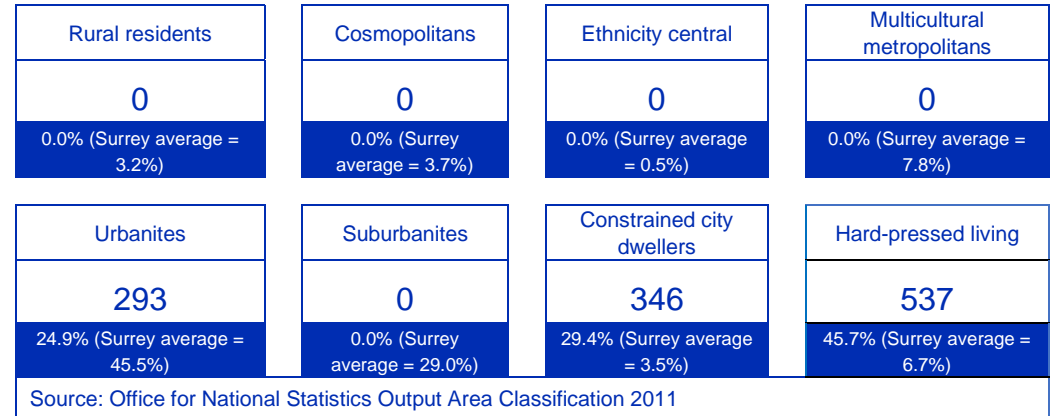 Rural residents
0
0.0% (Surrey average =
3.2%)
Cosmopolitans
0
0.0% (Surrey
average = 3.7%)
Ethnicity central
0
0.0% (Surrey average
= 0.5%)
Multicultural
metropolitans
0
0.0% (Surrey average =
7.8%)
Urbanites
293
24.9% (Surrey average =
45.5%)
Suburbanites
0
0.0% (Surrey
average = 29.0%)
Constrained city
dwellers
346
29.4% (Surrey average
= 3.5%)
Hard-pressed living
537
45.7% (Surrey average =
6.7%)
Source: Office for National Statistics Output Area Classification 2011